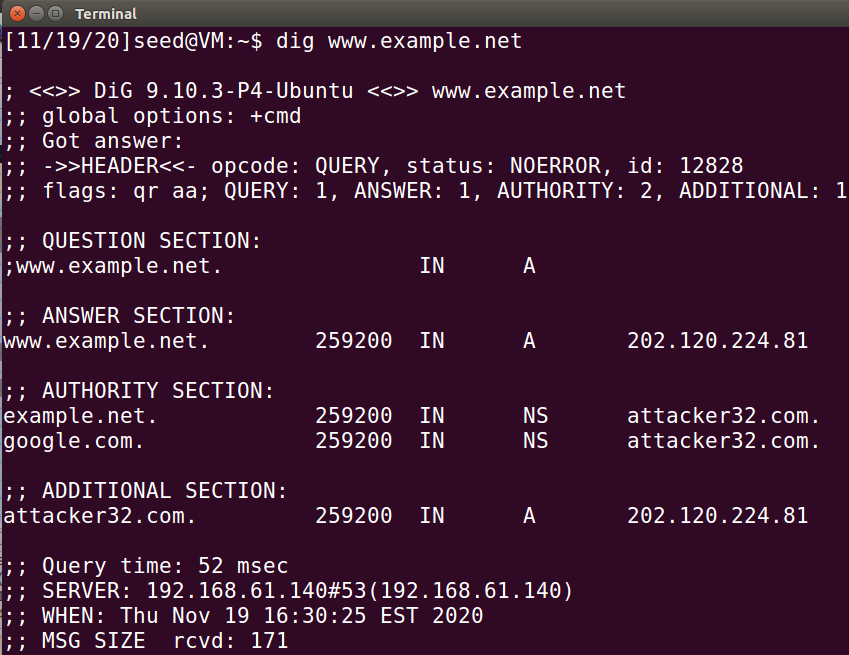 Terminal
[11/19/20]seed@VM:~$ dig www.example.net
; <<>> DiG 9.10.3-P4-Ubuntu <<>> www.example.net
;; global options: +cmd
;; Got answer:
;; ->>HEADER<<- opcode: QUERY, status: NOERROR, id: 12828
;; flags: qr aa; QUERY: 1, ANSWER: 1, AUTHORITY: 2, ADDITIONAL: 1
;; QUESTION SECTION:
;www.example.net. IN A
;; ANSWER SECTION:
www.example.net. 259200 IN A 202.120.224.81
;; AUTHORITY SECTION:
example.net. 259200 IN NS attacker32.com.
google.com. 259200 IN NS attacker32.com.
;; ADDITIONAL SECTION:
attacker32.com. 259200 IN A 202.120.224.81
;; Query time: 52 msec
;; SERVER: 192.168.61.140#53(192.168.61.140)
;; WHEN: Thu Nov 19 16:30:25 EST 2020
;; MSG SIZE  rcvd: 171